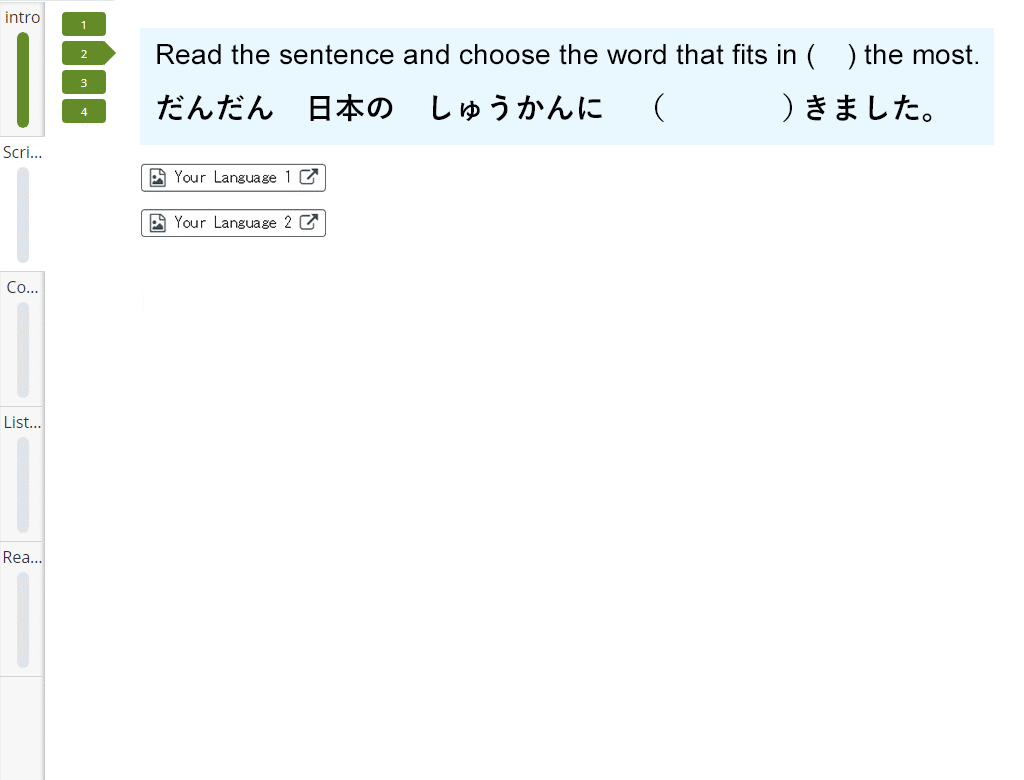 intro
1
2
3
4
Read the sentence and choose the word that fits in (　) the most.
だんだん　日本の　しゅうかんに　（　　　　）きました。
Scri...
Your Language 1
Your Language 2
Co...
List...
Rea...